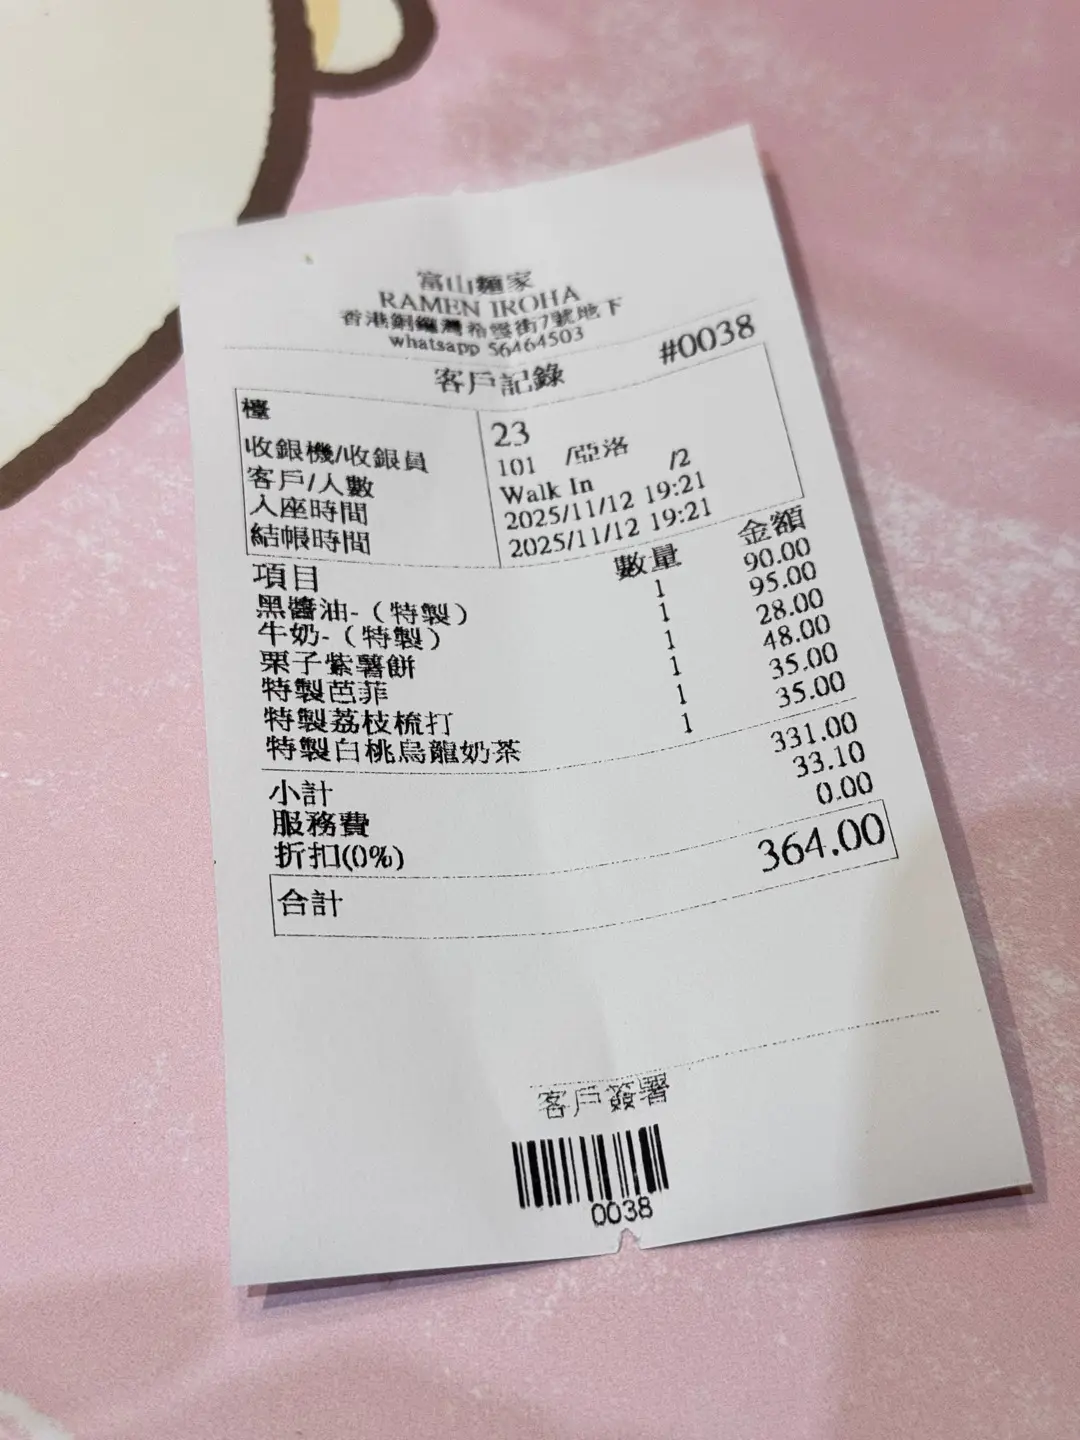 富山麵家
RAMEN IROHA
香港銅鑼灣希雲街7號地下
whatsapp 56464503
#0038
客戶記錄
檯 23
收銀機/收銀員 101 /亞洛
客戶/人數 Walk In /2
入座時間 2025/11/12 19:21
結帳時間 2025/11/12 19:21
項目 數量 金額
黑醬油-（特製） 1 90.00
牛奶-（特製） 1 95.00
栗子紫薯餅 1 28.00
特製芭菲 1 48.00
特製荔枝梳打 1 35.00
特製白桃烏龍奶茶 1 35.00
小計 331.00
服務費 33.10
折扣(0%) 0.00
合計 364.00
客戶簽署
0038